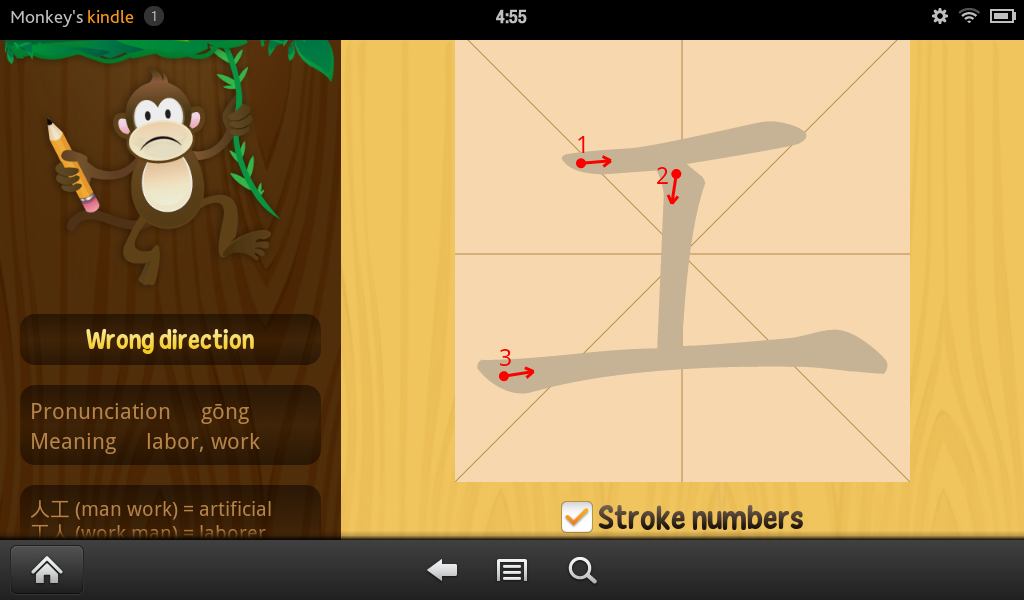 Monkey's kindle 1
4:55
Wrong direction
Pronunciation gōng
Meaning labor, work
人工 (man work) = artificial
工人 (work man) = laborer
1
2
3
工
Stroke numbers